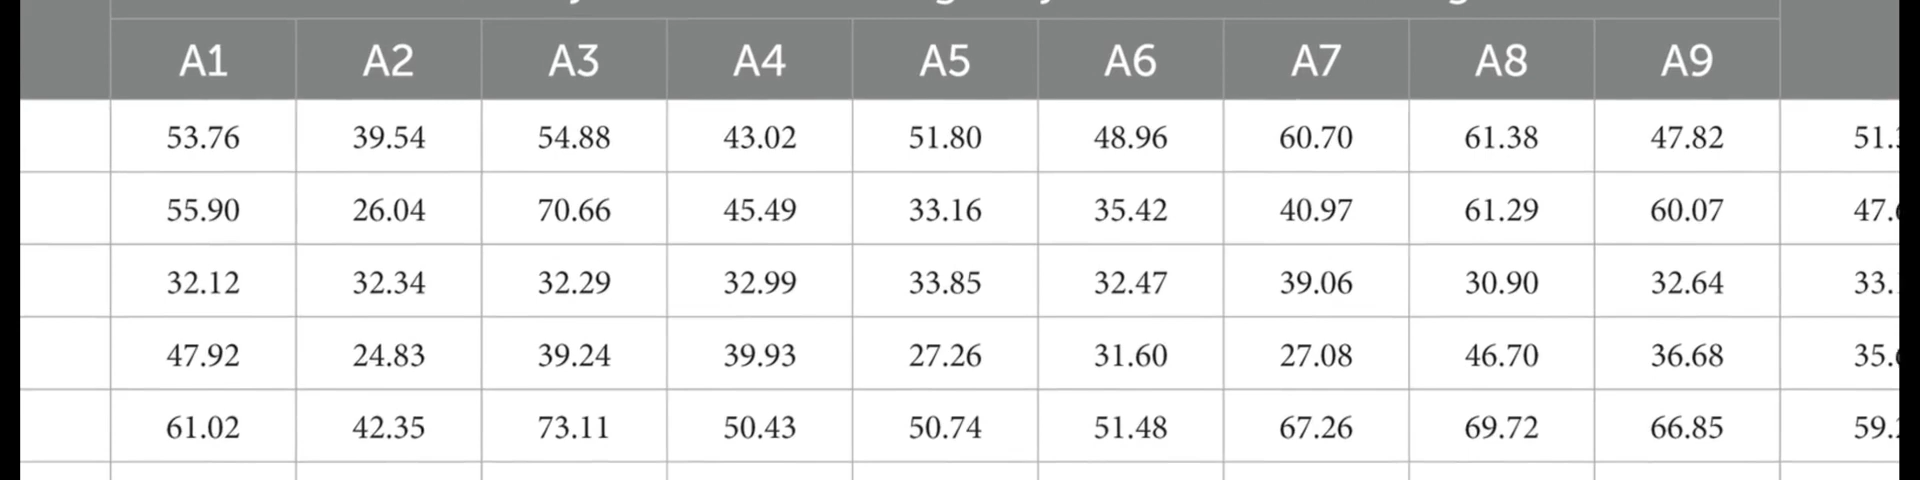 A1 A2 A3 A4 A5 A6 A7 A8 A9
53.76 39.54 54.88 43.02 51.80 48.96 60.70 61.38 47.82
55.90 26.04 70.66 45.49 33.16 35.42 40.97 61.29 60.07
32.12 32.34 32.29 32.99 33.85 32.47 39.06 30.90 32.64
47.92 24.83 39.24 39.93 27.26 31.60 27.08 46.70 36.68
61.02 42.35 73.11 50.43 50.74 51.48 67.26 69.72 66.85